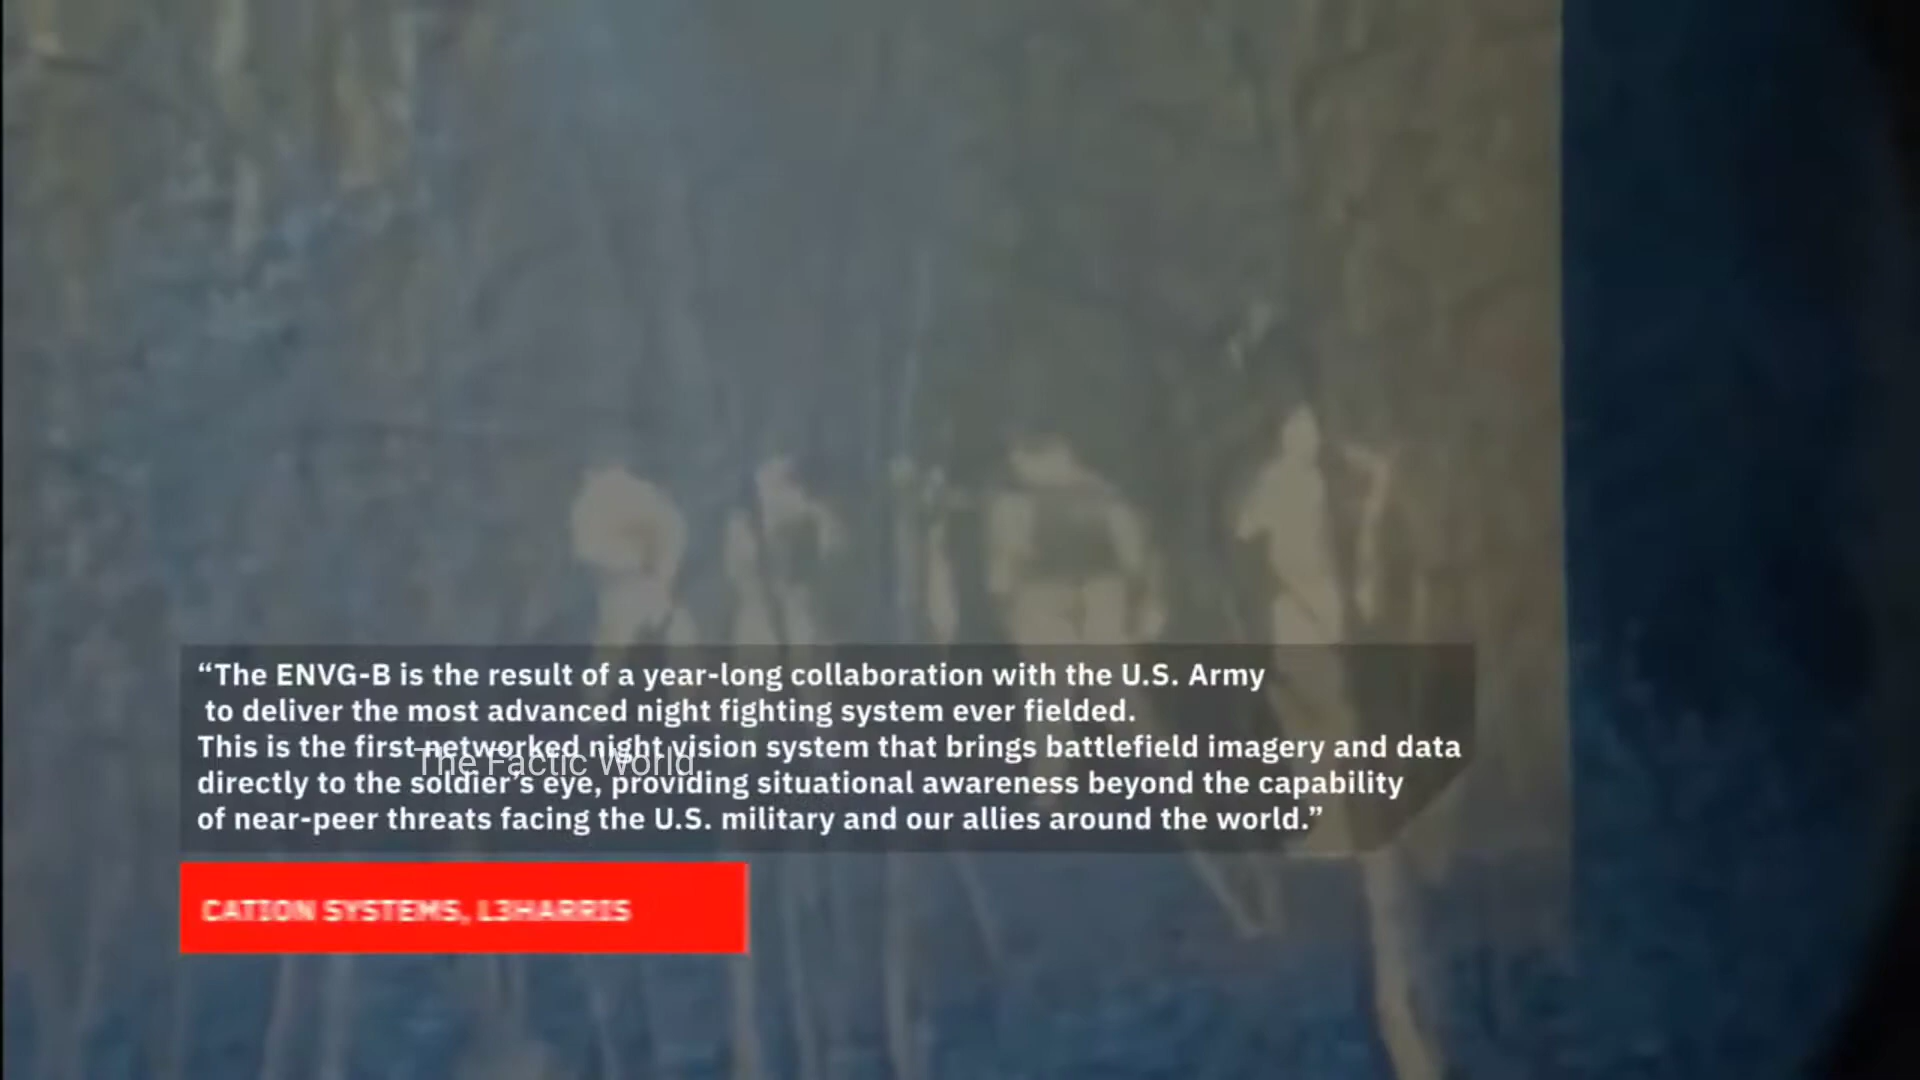 “The ENVG-B is the result of a year-long collaboration with the U.S. Army
to deliver the most advanced night fighting system ever fielded.
This is the first networked night vision system that brings battlefield imagery and data
The Factic World
directly to the soldier’s eye, providing situational awareness beyond the capability
of near-peer threats facing the U.S. military and our allies around the world.”
CATION SYSTEMS, L3HARRIS